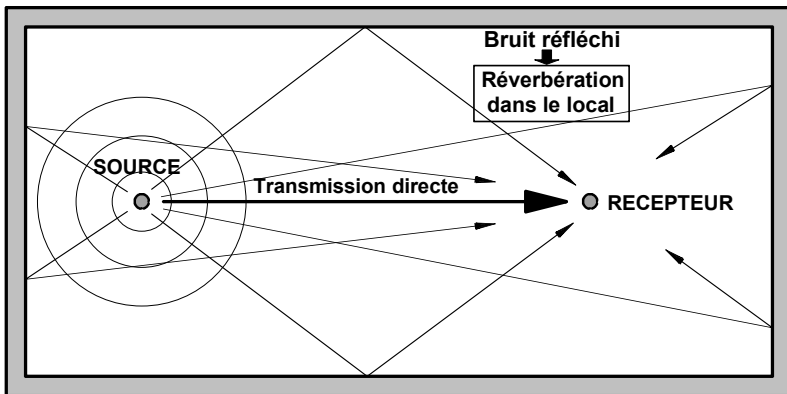 Bruit réfléchi
Réverbération
dans le local
SOURCE
Transmission directe
RECEPTEUR